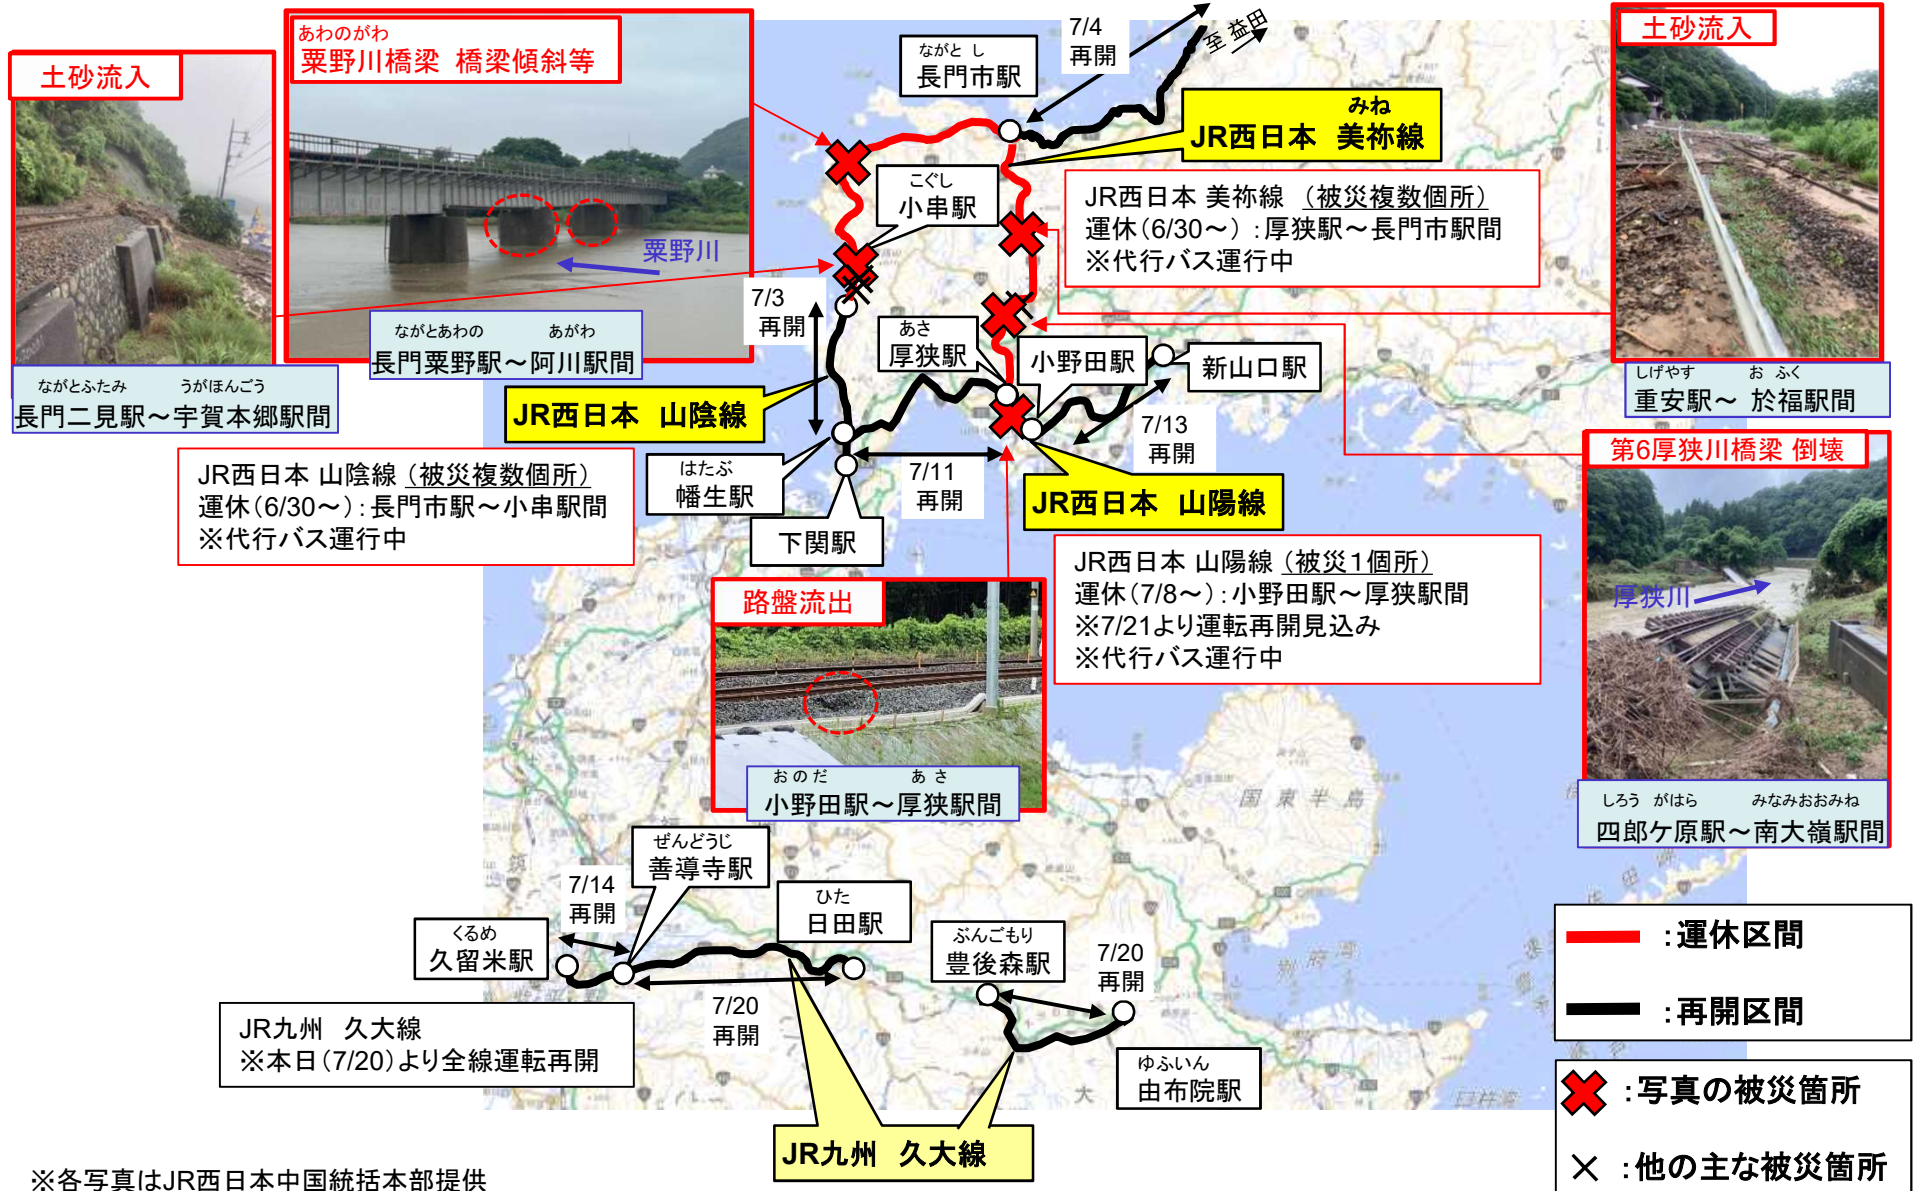 土砂流入
あわのがわ
粟野川橋梁 橋梁傾斜等
粟野川
ながとあわの あがわ
長門粟野駅～阿川駅間
ながとふたみ うがほんごう
長門二見駅～宇賀本郷駅間
ながと し
長門市駅
7/4
再開
至 益田
みね
JR西日本 美祢線
土砂流入
しげやす お ふく
重安駅～ 於福駅間
JR西日本 美祢線 (被災複数個所)
運休(6/30～):厚狭駅～長門市駅間
※代行バス運行中
こぐし
小串駅
7/3
再開
あさ
厚狭駅
小野田駅
新山口駅
7/13
再開
JR西日本 山陰線
はたぶ
幡生駅
7/11
再開
下関駅
JR西日本 山陽線
JR西日本 山陰線 (被災複数個所)
運休(6/30～):長門市駅～小串駅間
※代行バス運行中
JR西日本 山陽線 (被災1個所)
運休(7/8～):小野田駅～厚狭駅間
※7/21より運転再開見込み
※代行バス運行中
第6厚狭川橋梁 倒壊
厚狭川
しろう がはら みなみおおみね
四郎ケ原駅～南大嶺駅間
路盤流出
おのだ あさ
小野田駅～厚狭駅間
国東半島
別府湾
臼杵湾
ぜんどうじ
善導寺駅
7/14
再開
くるめ
久留米駅
ひた
日田駅
7/20
再開
ぶんごもり
豊後森駅
7/20
再開
ゆふいん
由布院駅
JR九州 久大線
※本日(7/20)より全線運転再開
JR九州 久大線
:運休区間
:再開区間
:写真の被災箇所
:他の主な被災箇所
※各写真はJR西日本中国統括本部提供